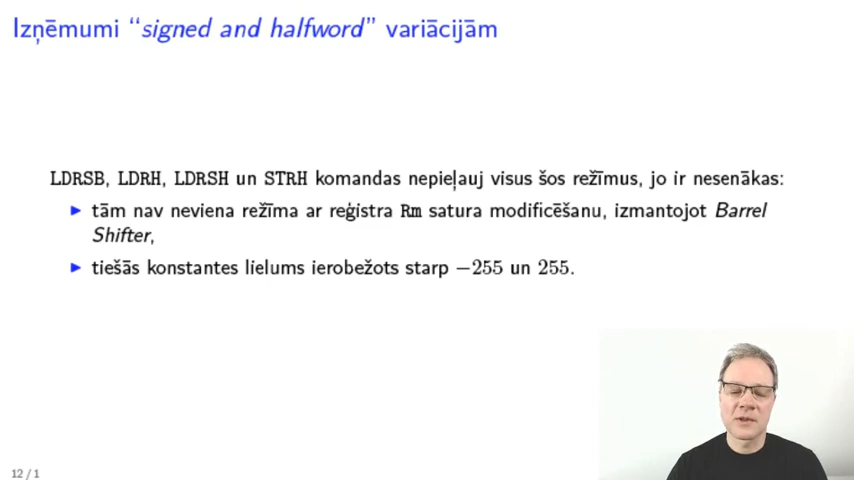 Izņēmumi “signed and halfword” variācijām
LDRSB, LDRH, LDRSH un STRH komandas nepieļauj visus šos režīmus, jo ir nesenākas:
▶ tām nav neviena režīma ar reģistra Rm satura modificēšanu, izmantojot Barrel
Shifter,
▶ tiešās konstantes lielums ierobežots starp −255 un 255.
12 / 1